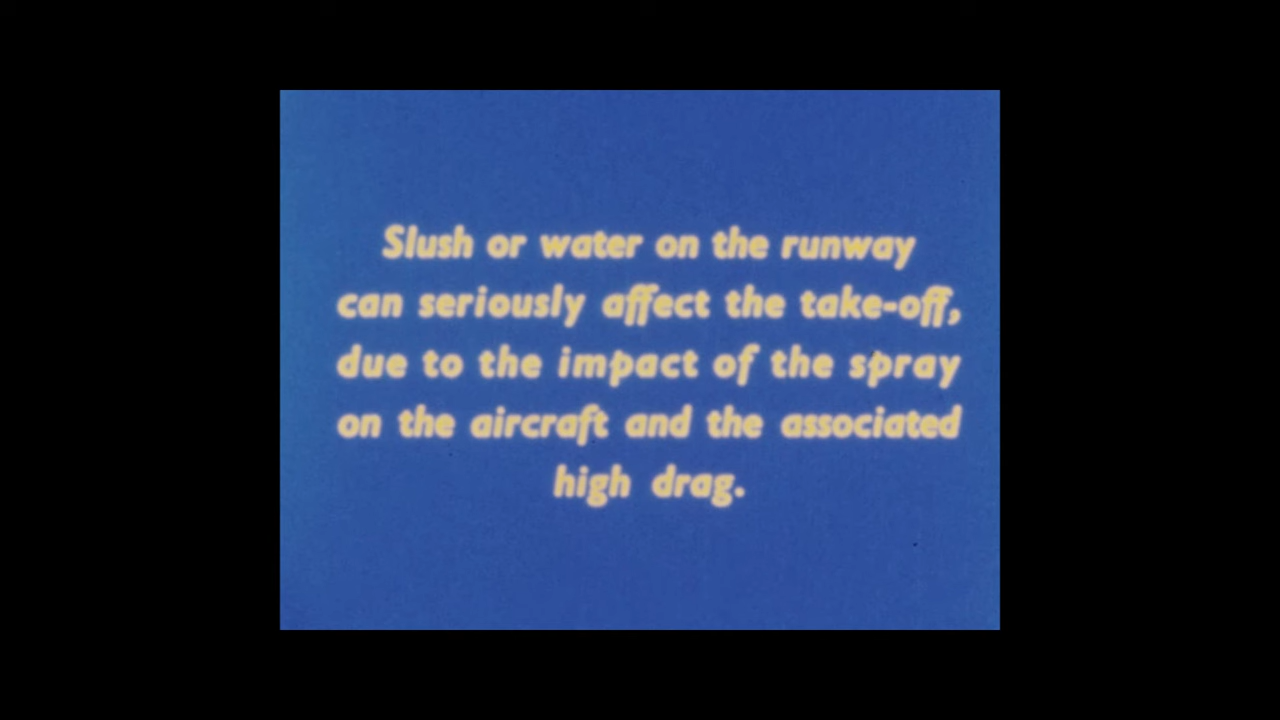 Slush or water on the runway
can seriously affect the take-off,
due to the impact of the spray
on the aircraft and the associated
high drag.